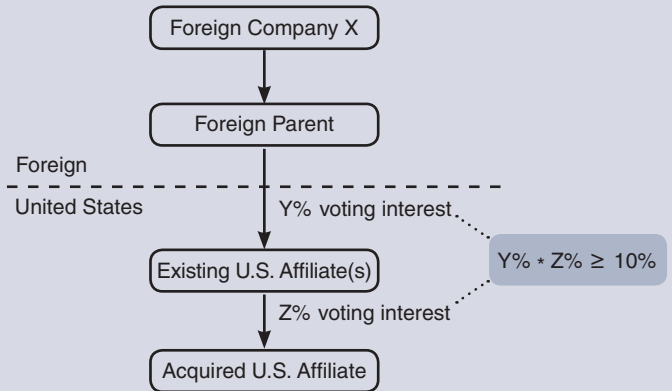 Foreign Company X
Foreign Parent
Foreign
United States
Y% voting interest
Existing U.S. Affiliate(s)
Y% * Z% ≥ 10%
Z% voting interest
Acquired U.S. Affiliate